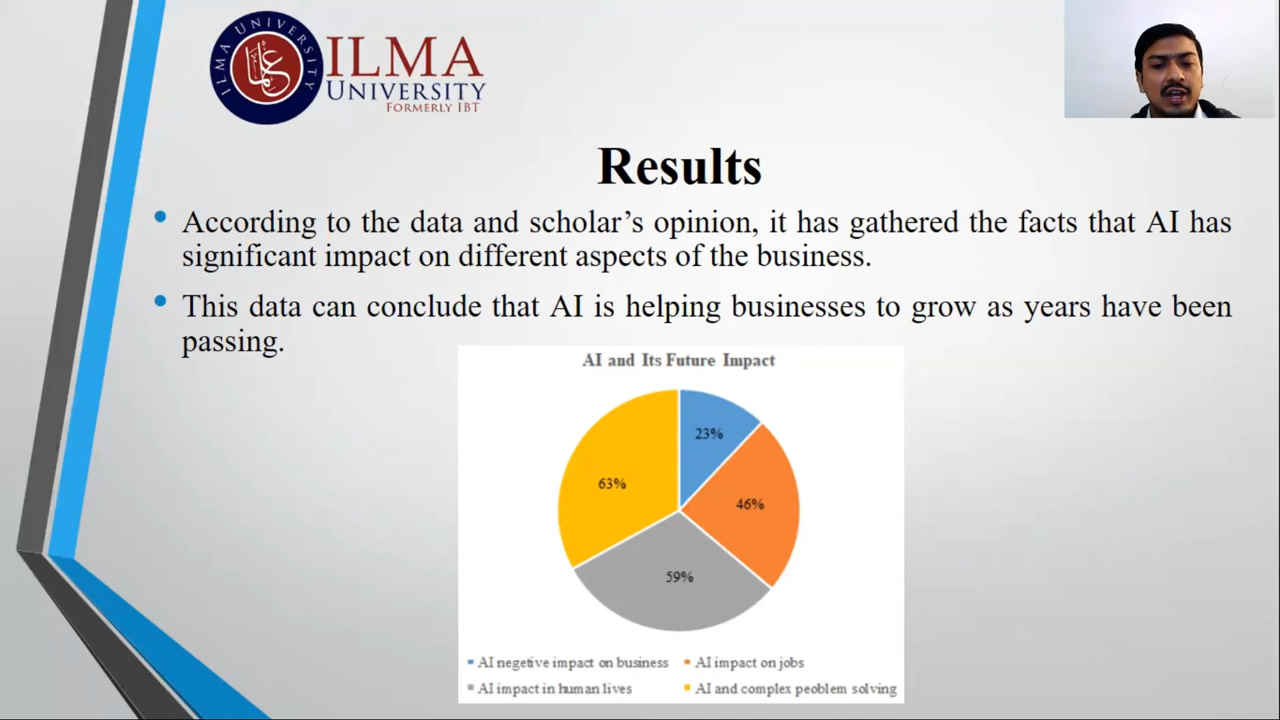 ILMA UNIVERSITY
علما
ILMA
UNIVERSITY
FORMERLY IBT
Results
• According to the data and scholar’s opinion, it has gathered the facts that AI has
significant impact on different aspects of the business.
• This data can conclude that AI is helping businesses to grow as years have been
passing.
AI and Its Future Impact
23%
63%
46%
59%
AI negetive impact on business AI impact on jobs
AI impact in human lives AI and complex peoblem solving